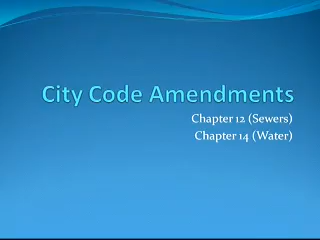 City Code Amendments
Chapter 12 (Sewers)
Chapter 14 (Water)